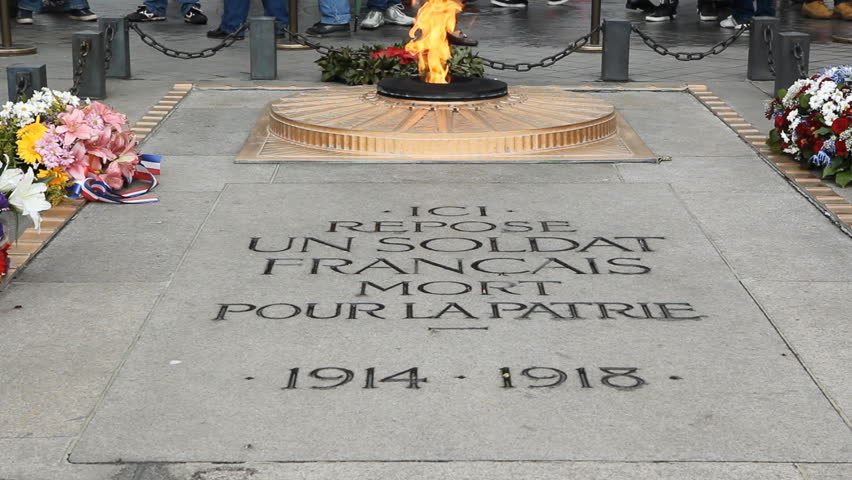 · ICI ·
REPOSE
UN SOLDAT
FRANÇAIS
MORT
POUR LA PATRIE
· 1914 · 1918 ·